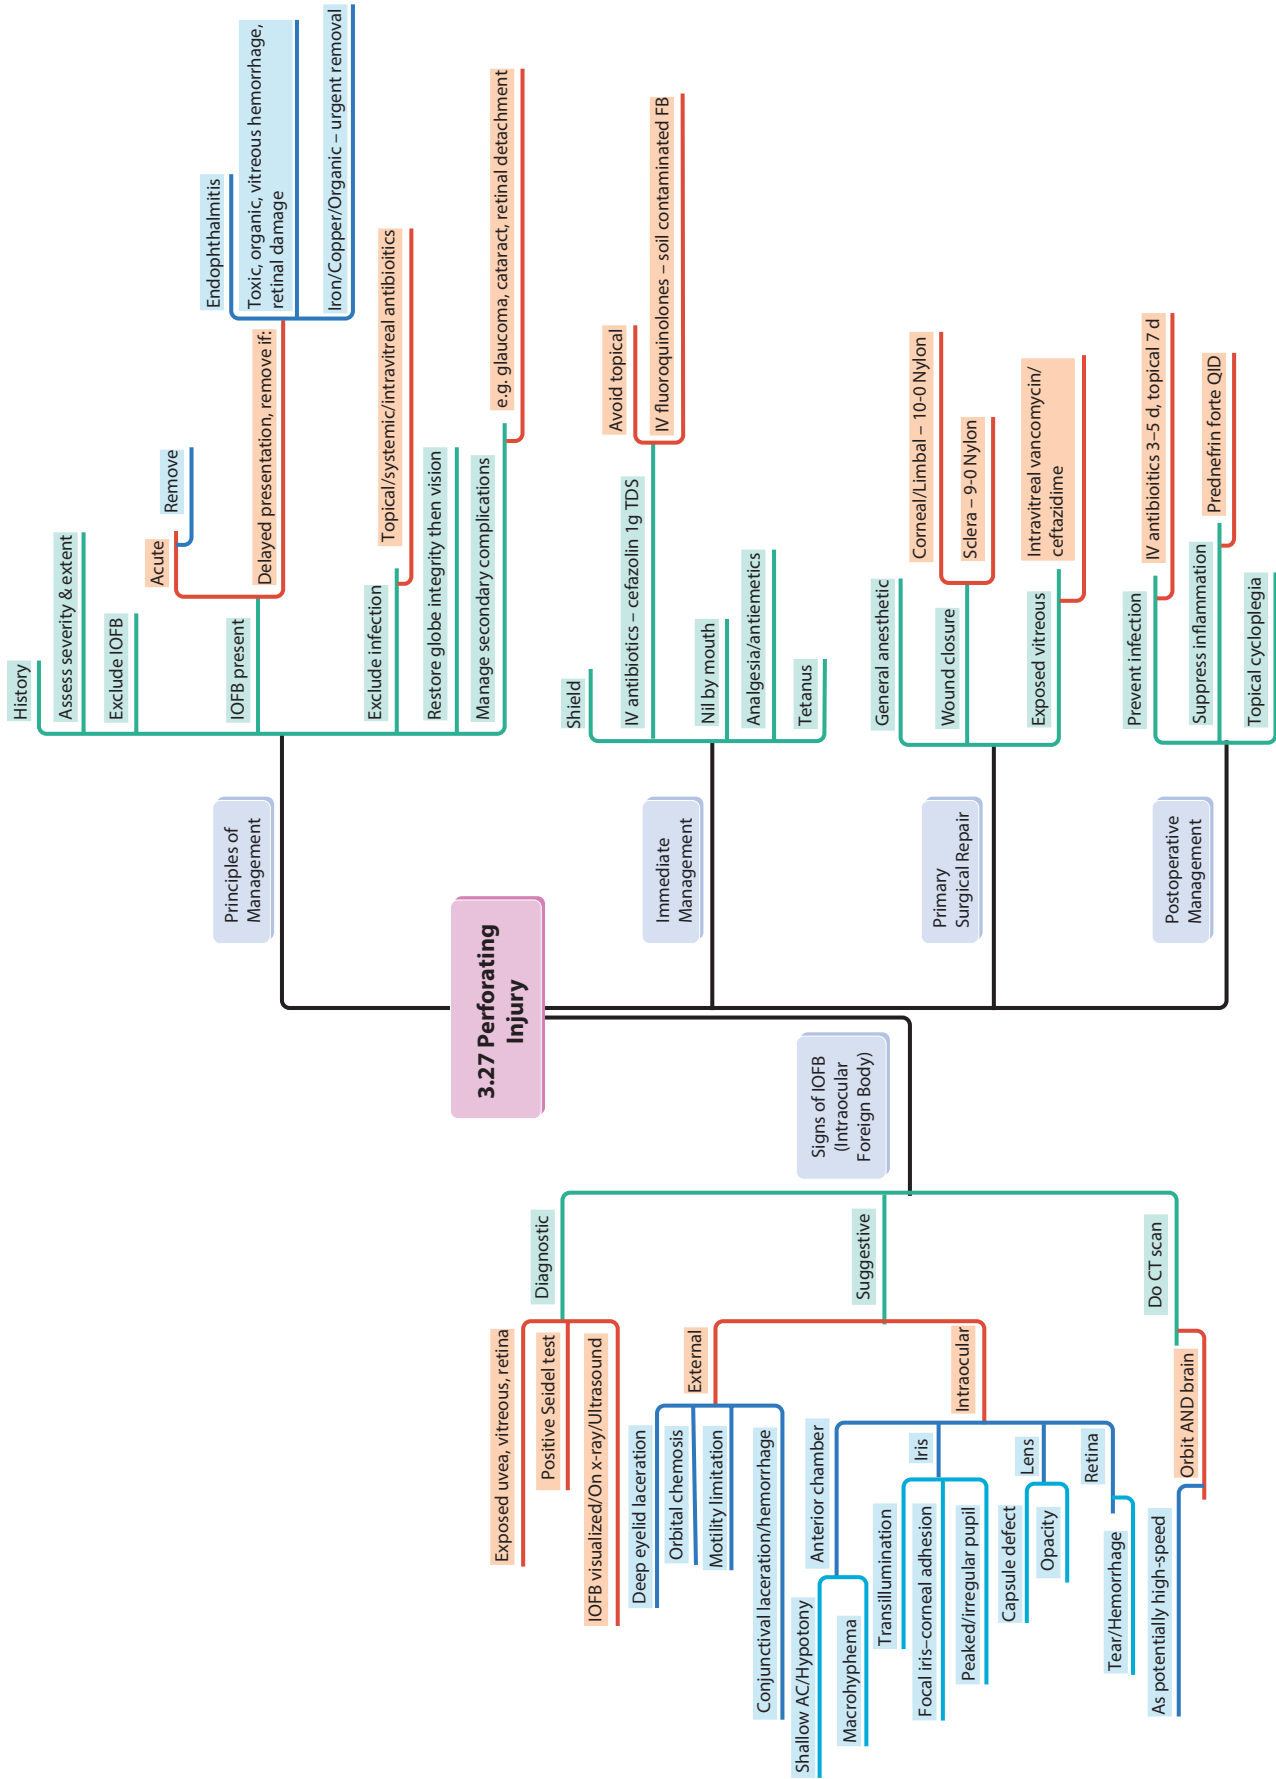 3.27 Perforating
Injury
Principles of
Management
History
Assess severity & extent
Exclude IOFB
IOFB present
Acute
Remove
Delayed presentation, remove if:
Endophthalmitis
Toxic, organic, vitreous hemorrhage,
retinal damage
Iron/Copper/Organic – urgent removal
Exclude infection
Topical/systemic/intravitreal antibioitics
Restore globe integrity then vision
Manage secondary complications
e.g. glaucoma, cataract, retinal detachment
Immediate
Management
Shield
IV antibiotics – cefazolin 1g TDS
Avoid topical
IV fluoroquinolones – soil contaminated FB
Nil by mouth
Analgesia/antiemetics
Tetanus
Primary
Surgical Repair
General anesthetic
Wound closure
Corneal/Limbal – 10-0 Nylon
Sclera – 9-0 Nylon
Exposed vitreous
Intravitreal vancomycin/
ceftazidime
Postoperative
Management
Prevent infection
IV antibioitics 3–5 d, topical 7 d
Suppress inflammation
Prednefrin forte QID
Topical cycloplegia
Signs of IOFB
(Intraocular
Foreign Body)
Diagnostic
Exposed uvea, vitreous, retina
Positive Seidel test
IOFB visualized/On x-ray/Ultrasound
Suggestive
External
Deep eyelid laceration
Orbital chemosis
Motility limitation
Conjunctival laceration/hemorrhage
Intraocular
Anterior chamber
Shallow AC/Hypotony
Macrohyphema
Iris
Transillumination
Focal iris–corneal adhesion
Peaked/irregular pupil
Lens
Capsule defect
Opacity
Retina
Tear/Hemorrhage
Do CT scan
Orbit AND brain
As potentially high-speed